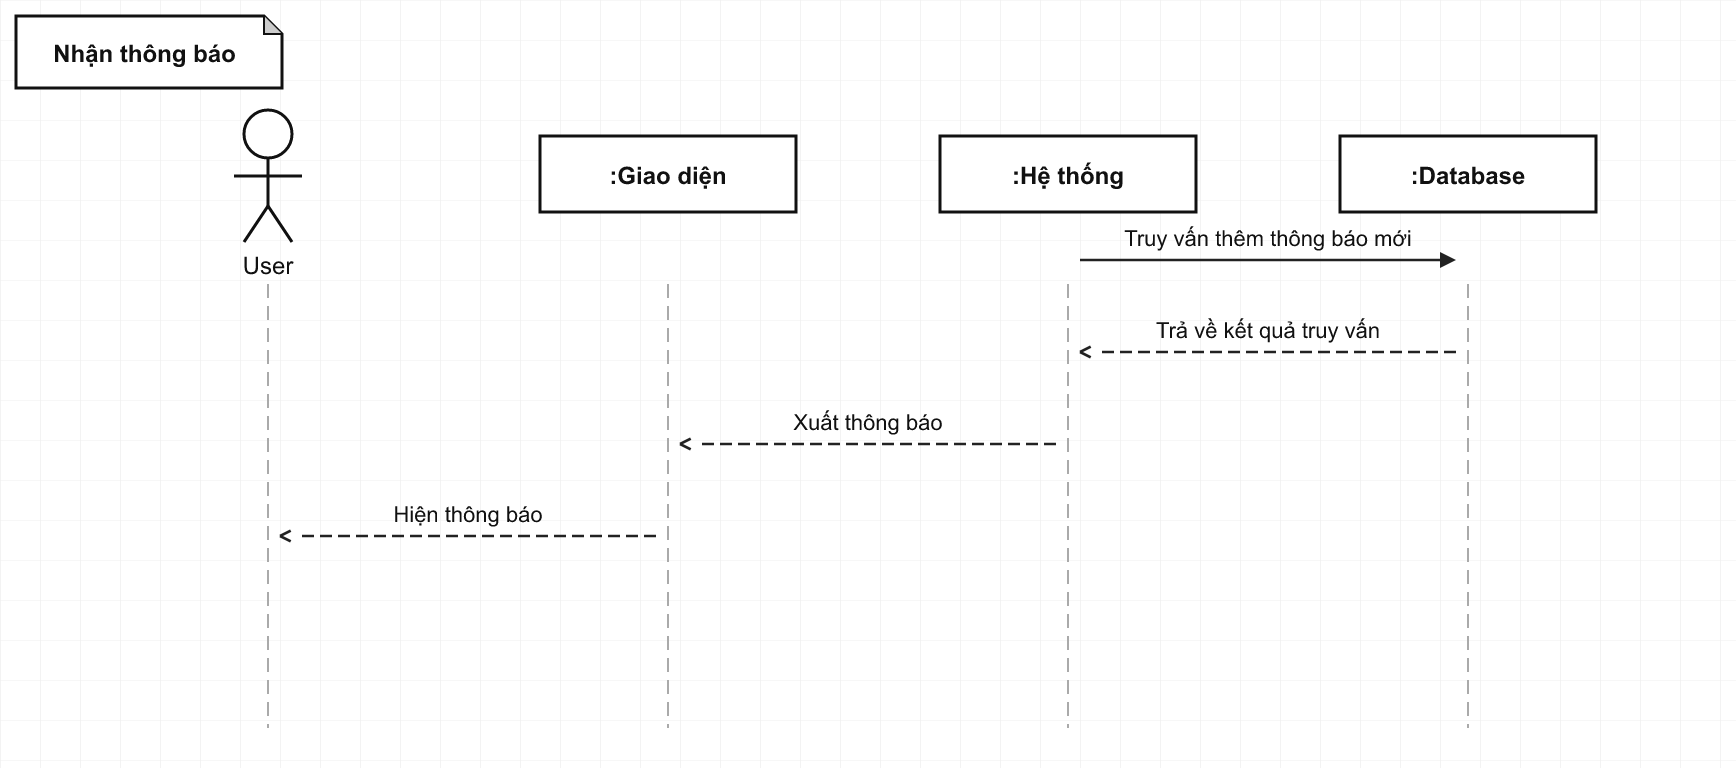 Nhận thông báo
User
:Giao diện
:Hệ thống
:Database
Truy vấn thêm thông báo mới
Trả về kết quả truy vấn
Xuất thông báo
Hiện thông báo